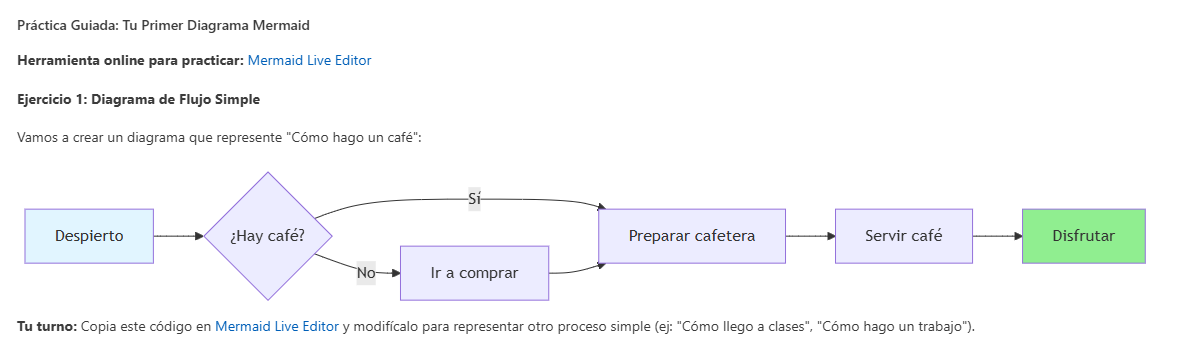 Práctica Guiada: Tu Primer Diagrama Mermaid
Herramienta online para practicar: Mermaid Live Editor
Ejercicio 1: Diagrama de Flujo Simple
Vamos a crear un diagrama que represente "Cómo hago un café":
Despierto
¿Hay café?
Sí
No
Ir a comprar
Preparar cafetera
Servir café
Disfrutar
Tu turno: Copia este código en Mermaid Live Editor y modifícalo para representar otro proceso simple (ej: "Cómo llego a clases", "Cómo hago un trabajo").